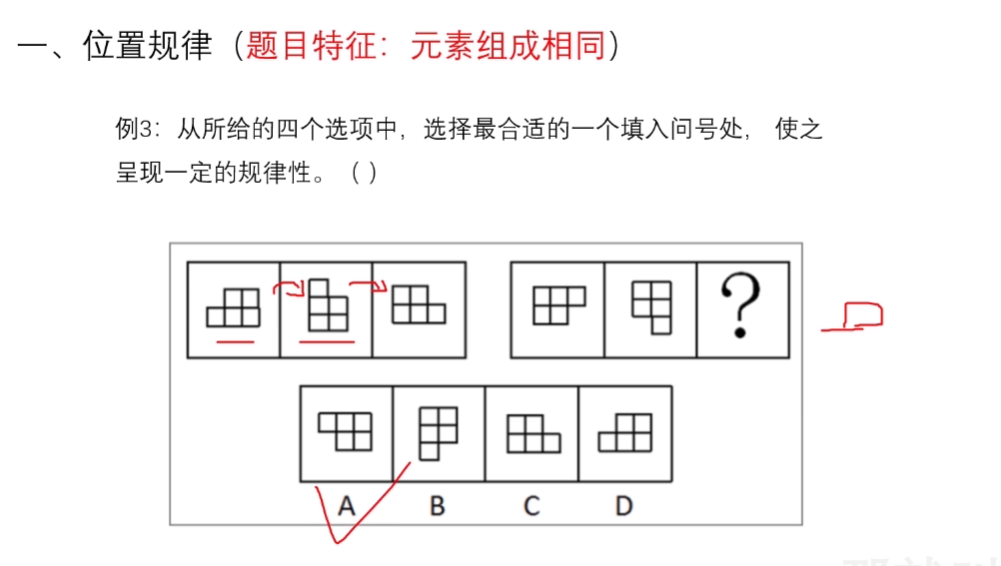 一、位置规律（题目特征：元素组成相同）
例3：从所给的四个选项中，选择最合适的一个填入问号处， 使之
呈现一定的规律性。（ ）
?
A B C D